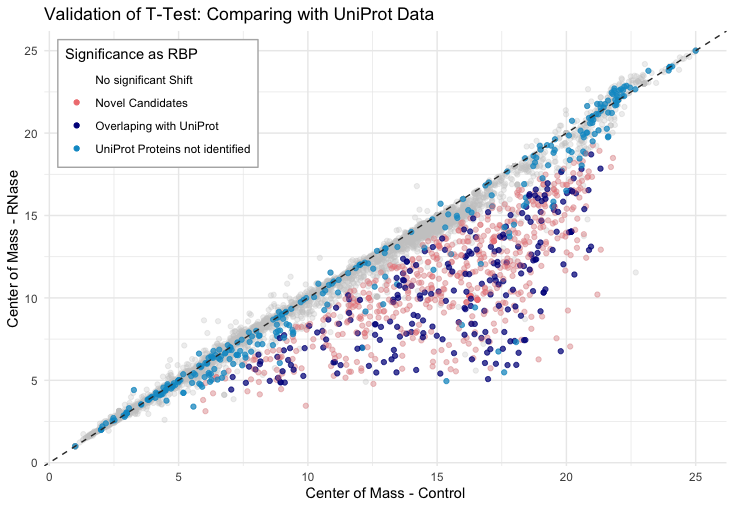 Validation of T-Test: Comparing with UniProt Data
Significance as RBP
No significant Shift
Novel Candidates
Overlaping with UniProt
UniProt Proteins not identified
Center of Mass - RNase
25
20
15
10
5
0
0 5 10 15 20 25
Center of Mass - Control